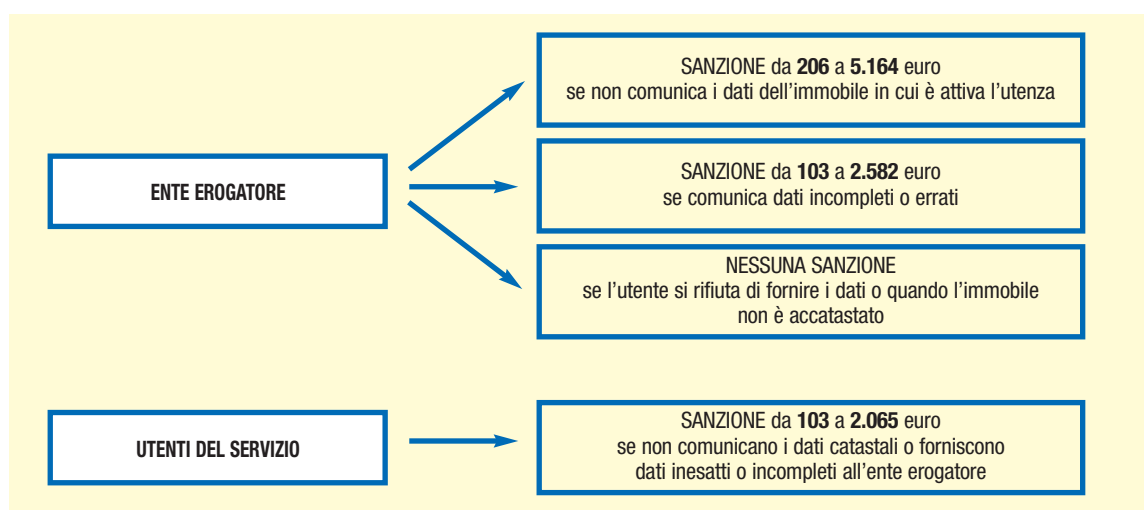 SANZIONE da 206 a 5.164 euro
se non comunica i dati dell'immobile in cui è attiva l'utenza
ENTE EROGATORE
SANZIONE da 103 a 2.582 euro
se comunica dati incompleti o errati
NESSUNA SANZIONE
se l'utente si rifiuta di fornire i dati o quando l'immobile
non è accatastato
UTENTI DEL SERVIZIO
SANZIONE da 103 a 2.065 euro
se non comunicano i dati catastali o forniscono
dati inesatti o incompleti all'ente erogatore